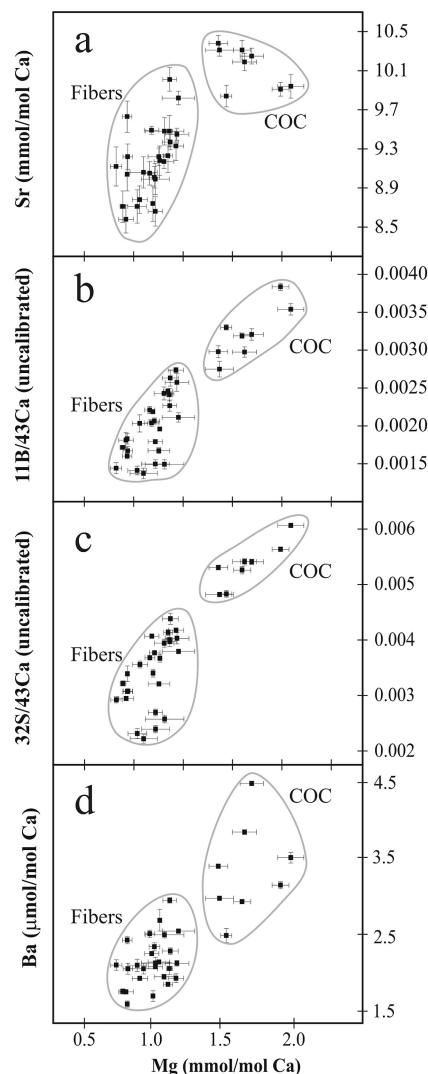 a
Fibers
COC
Sr (mmol/mol Ca)
10.5
10.1
9.7
9.3
8.9
8.5
b
Fibers
COC
11B/43Ca (uncalibrated)
0.0040
0.0035
0.0030
0.0025
0.0020
0.0015
c
Fibers
COC
32S/43Ca (uncalibrated)
0.006
0.005
0.004
0.003
0.002
d
Fibers
COC
Ba (μmol/mol Ca)
4.5
3.5
2.5
1.5
0.5 1.0 1.5 2.0
Mg (mmol/mol Ca)